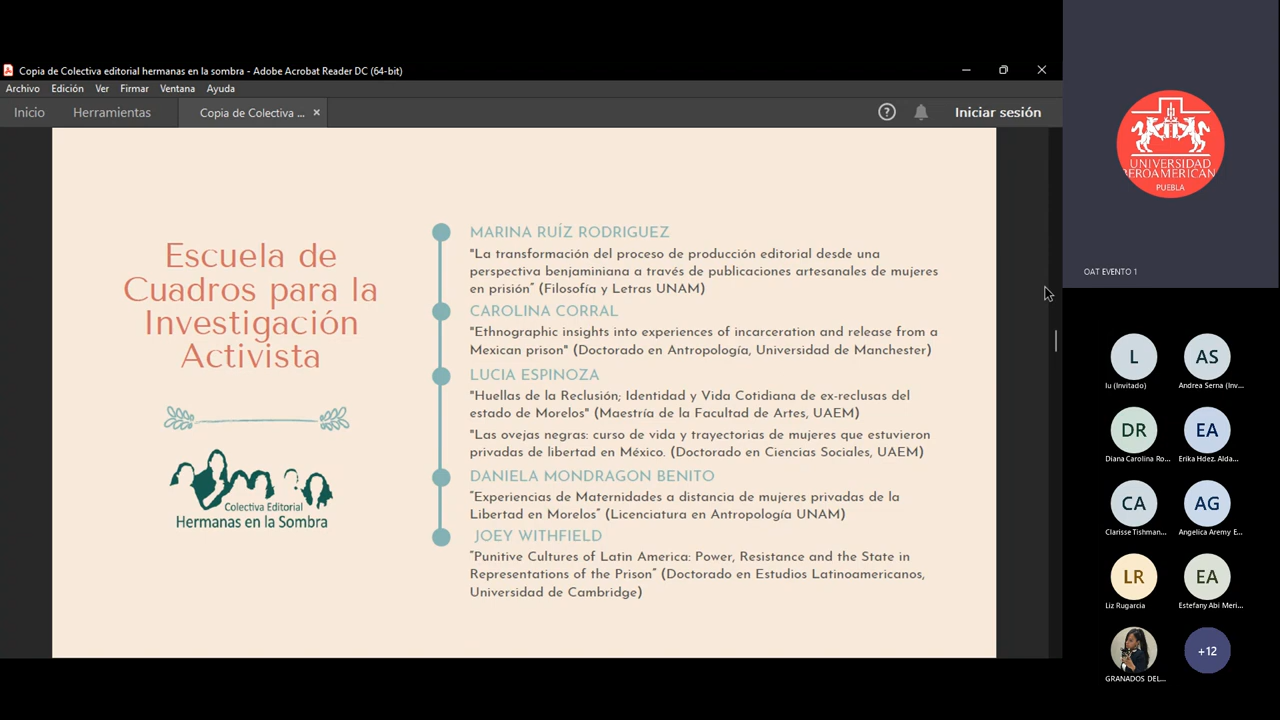 Copia de Colectiva editorial hermanas en la sombra - Adobe Acrobat Reader DC (64-bit)
Archivo Edición Ver Firmar Ventana Ayuda
Inicio Herramientas Copia de Colectiva ... Iniciar sesión
Escuela de
Cuadros para la
Investigación
Activista
Colectiva Editorial
Hermanas en la Sombra
MARINA RUÍZ RODRIGUEZ
"La transformación del proceso de producción editorial desde una
perspectiva benjaminiana a través de publicaciones artesanales de mujeres
en prisión” (Filosofía y Letras UNAM)
CAROLINA CORRAL
"Ethnographic insights into experiences of incarceration and release from a
Mexican prison" (Doctorado en Antropología, Universidad de Manchester)
LUCIA ESPINOZA
"Huellas de la Reclusión; Identidad y Vida Cotidiana de ex-reclusas del
estado de Morelos" (Maestría de la Facultad de Artes, UAEM)
"Las ovejas negras: curso de vida y trayectorias de mujeres que estuvieron
privadas de libertad en México. (Doctorado en Ciencias Sociales, UAEM)
DANIELA MONDRAGON BENITO
“Experiencias de Maternidades a distancia de mujeres privadas de la
Libertad en Morelos” (Licenciatura en Antropología UNAM)
JOEY WITHFIELD
“Punitive Cultures of Latin America: Power, Resistance and the State in
Representations of the Prison” (Doctorado en Estudios Latinoamericanos,
Universidad de Cambridge)
UNIVERSIDAD
IBEROAMERICANA
PUEBLA
OAT EVENTO 1
L AS
lu (Invitado) Andrea Serna (Inv...
DR EA
Diana Carolina Ro... Erika Hdez. Alda...
CA AG
Clarisse Tishman... Angelica Aremy E...
LR EA
Liz Rugarcia Estefany Abi Meri...
+12
GRANADOS DEL...